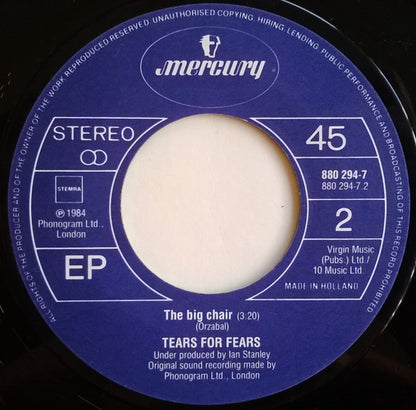 ALL RIGHTS OF THE PRODUCER AND OF THE OWNER OF THE WORK REPRODUCED RESERVED. UNAUTHORISED COPYING, HIRING, LENDING, PUBLIC PERFORMANCE AND BROADCASTING OF THIS RECORD PROHIBITED
mercury
STEREO
45
880 294-7
880 294-7.2
STEMRA
℗ 1984
Phonogram Ltd.,
London
2
EP
Virgin Music
(Pubs.) Ltd./
10 Music Ltd.
MADE IN HOLLAND
The big chair (3:20)
(Orzabal)
TEARS FOR FEARS
Under produced by Ian Stanley
Original sound recording made by
Phonogram Ltd., London